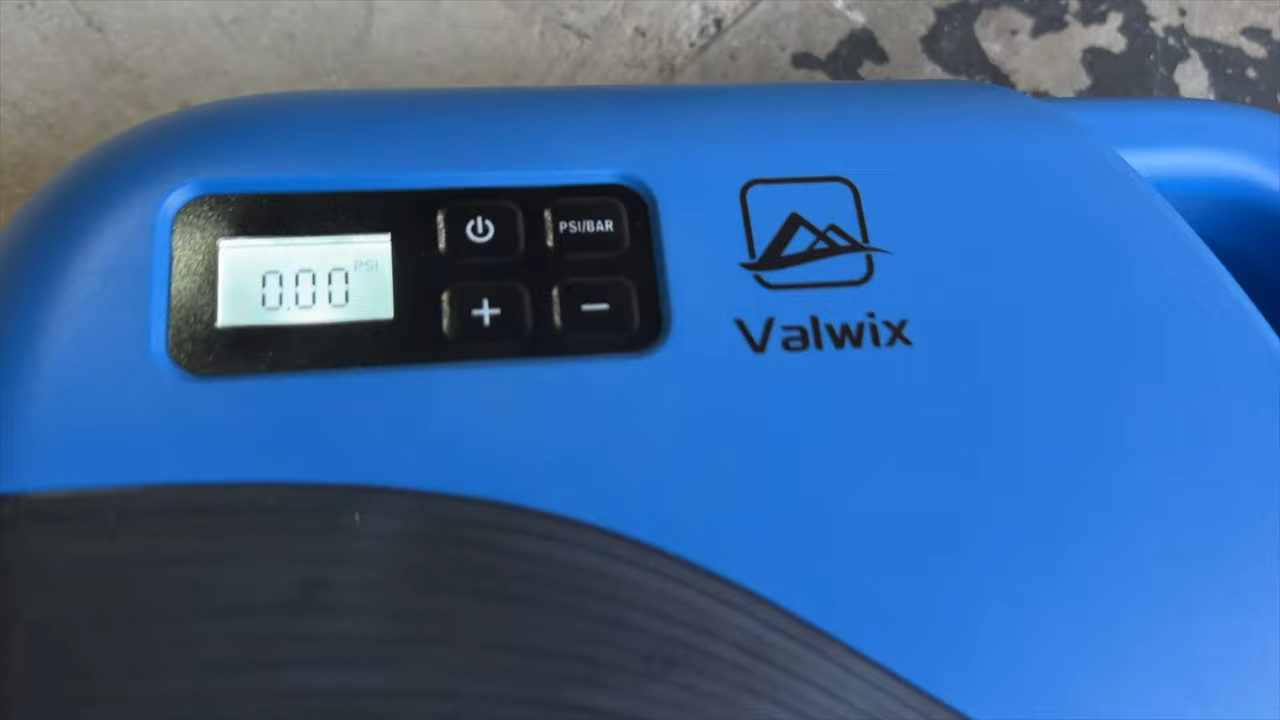 0.00 PSI
PSI/BAR
+ −
Valwix